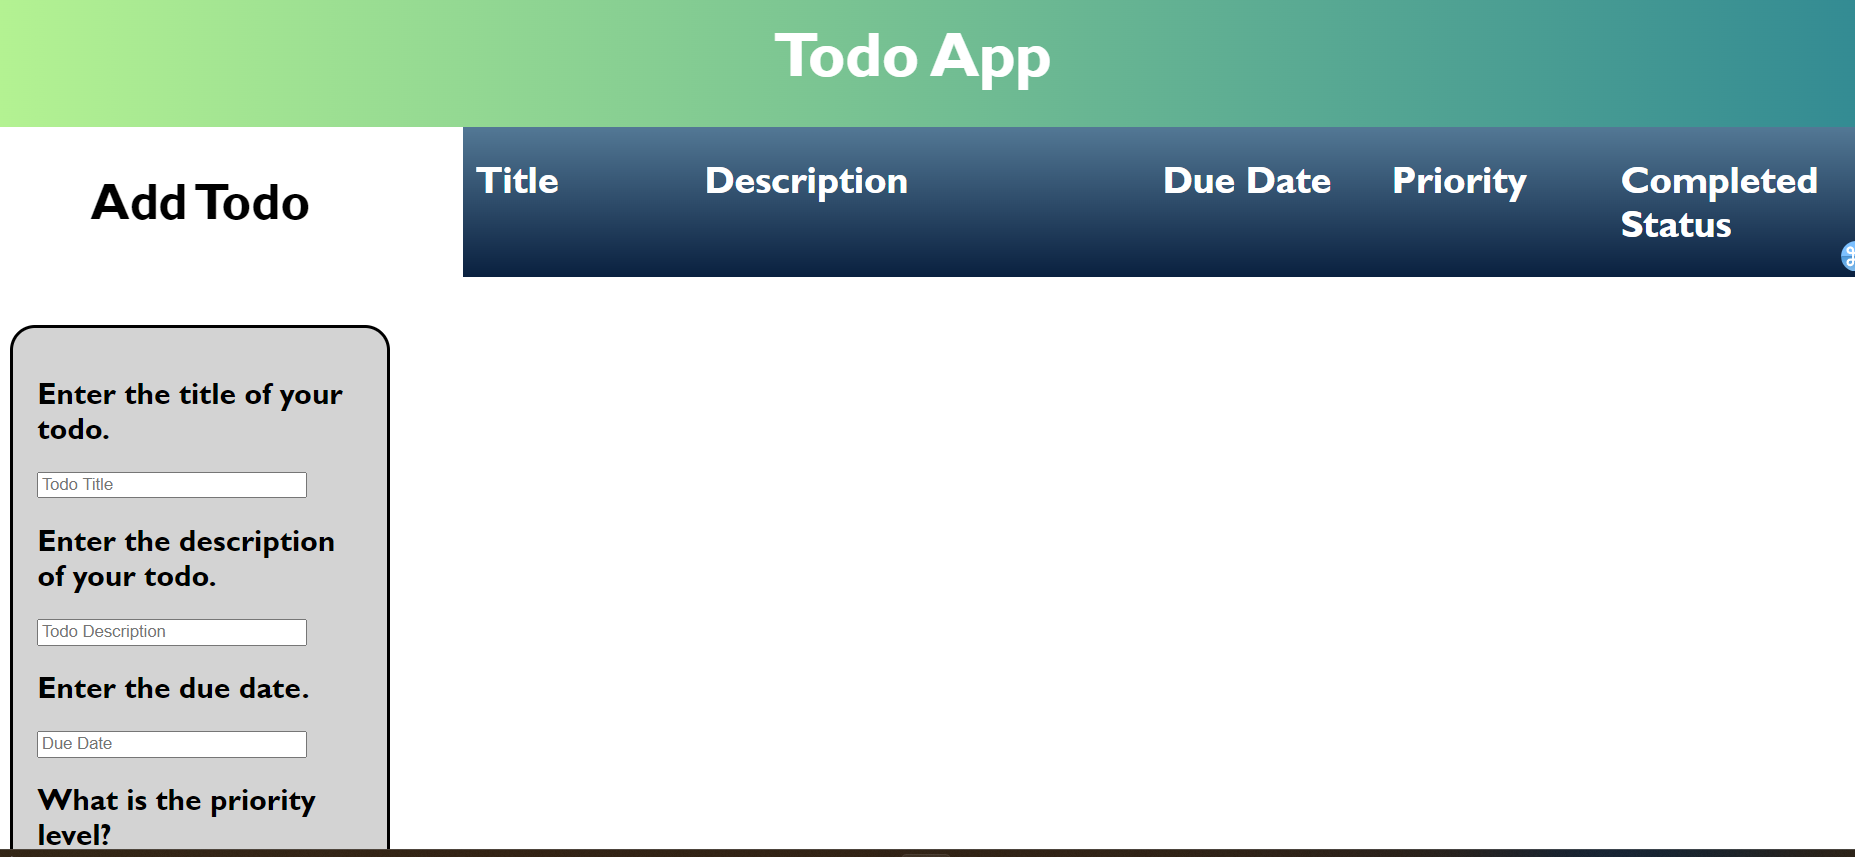 Todo App
Add Todo
Title
Description
Due Date
Priority
Completed
Status
Enter the title of your
todo.
Todo Title
Enter the description
of your todo.
Todo Description
Enter the due date.
Due Date
What is the priority
level?